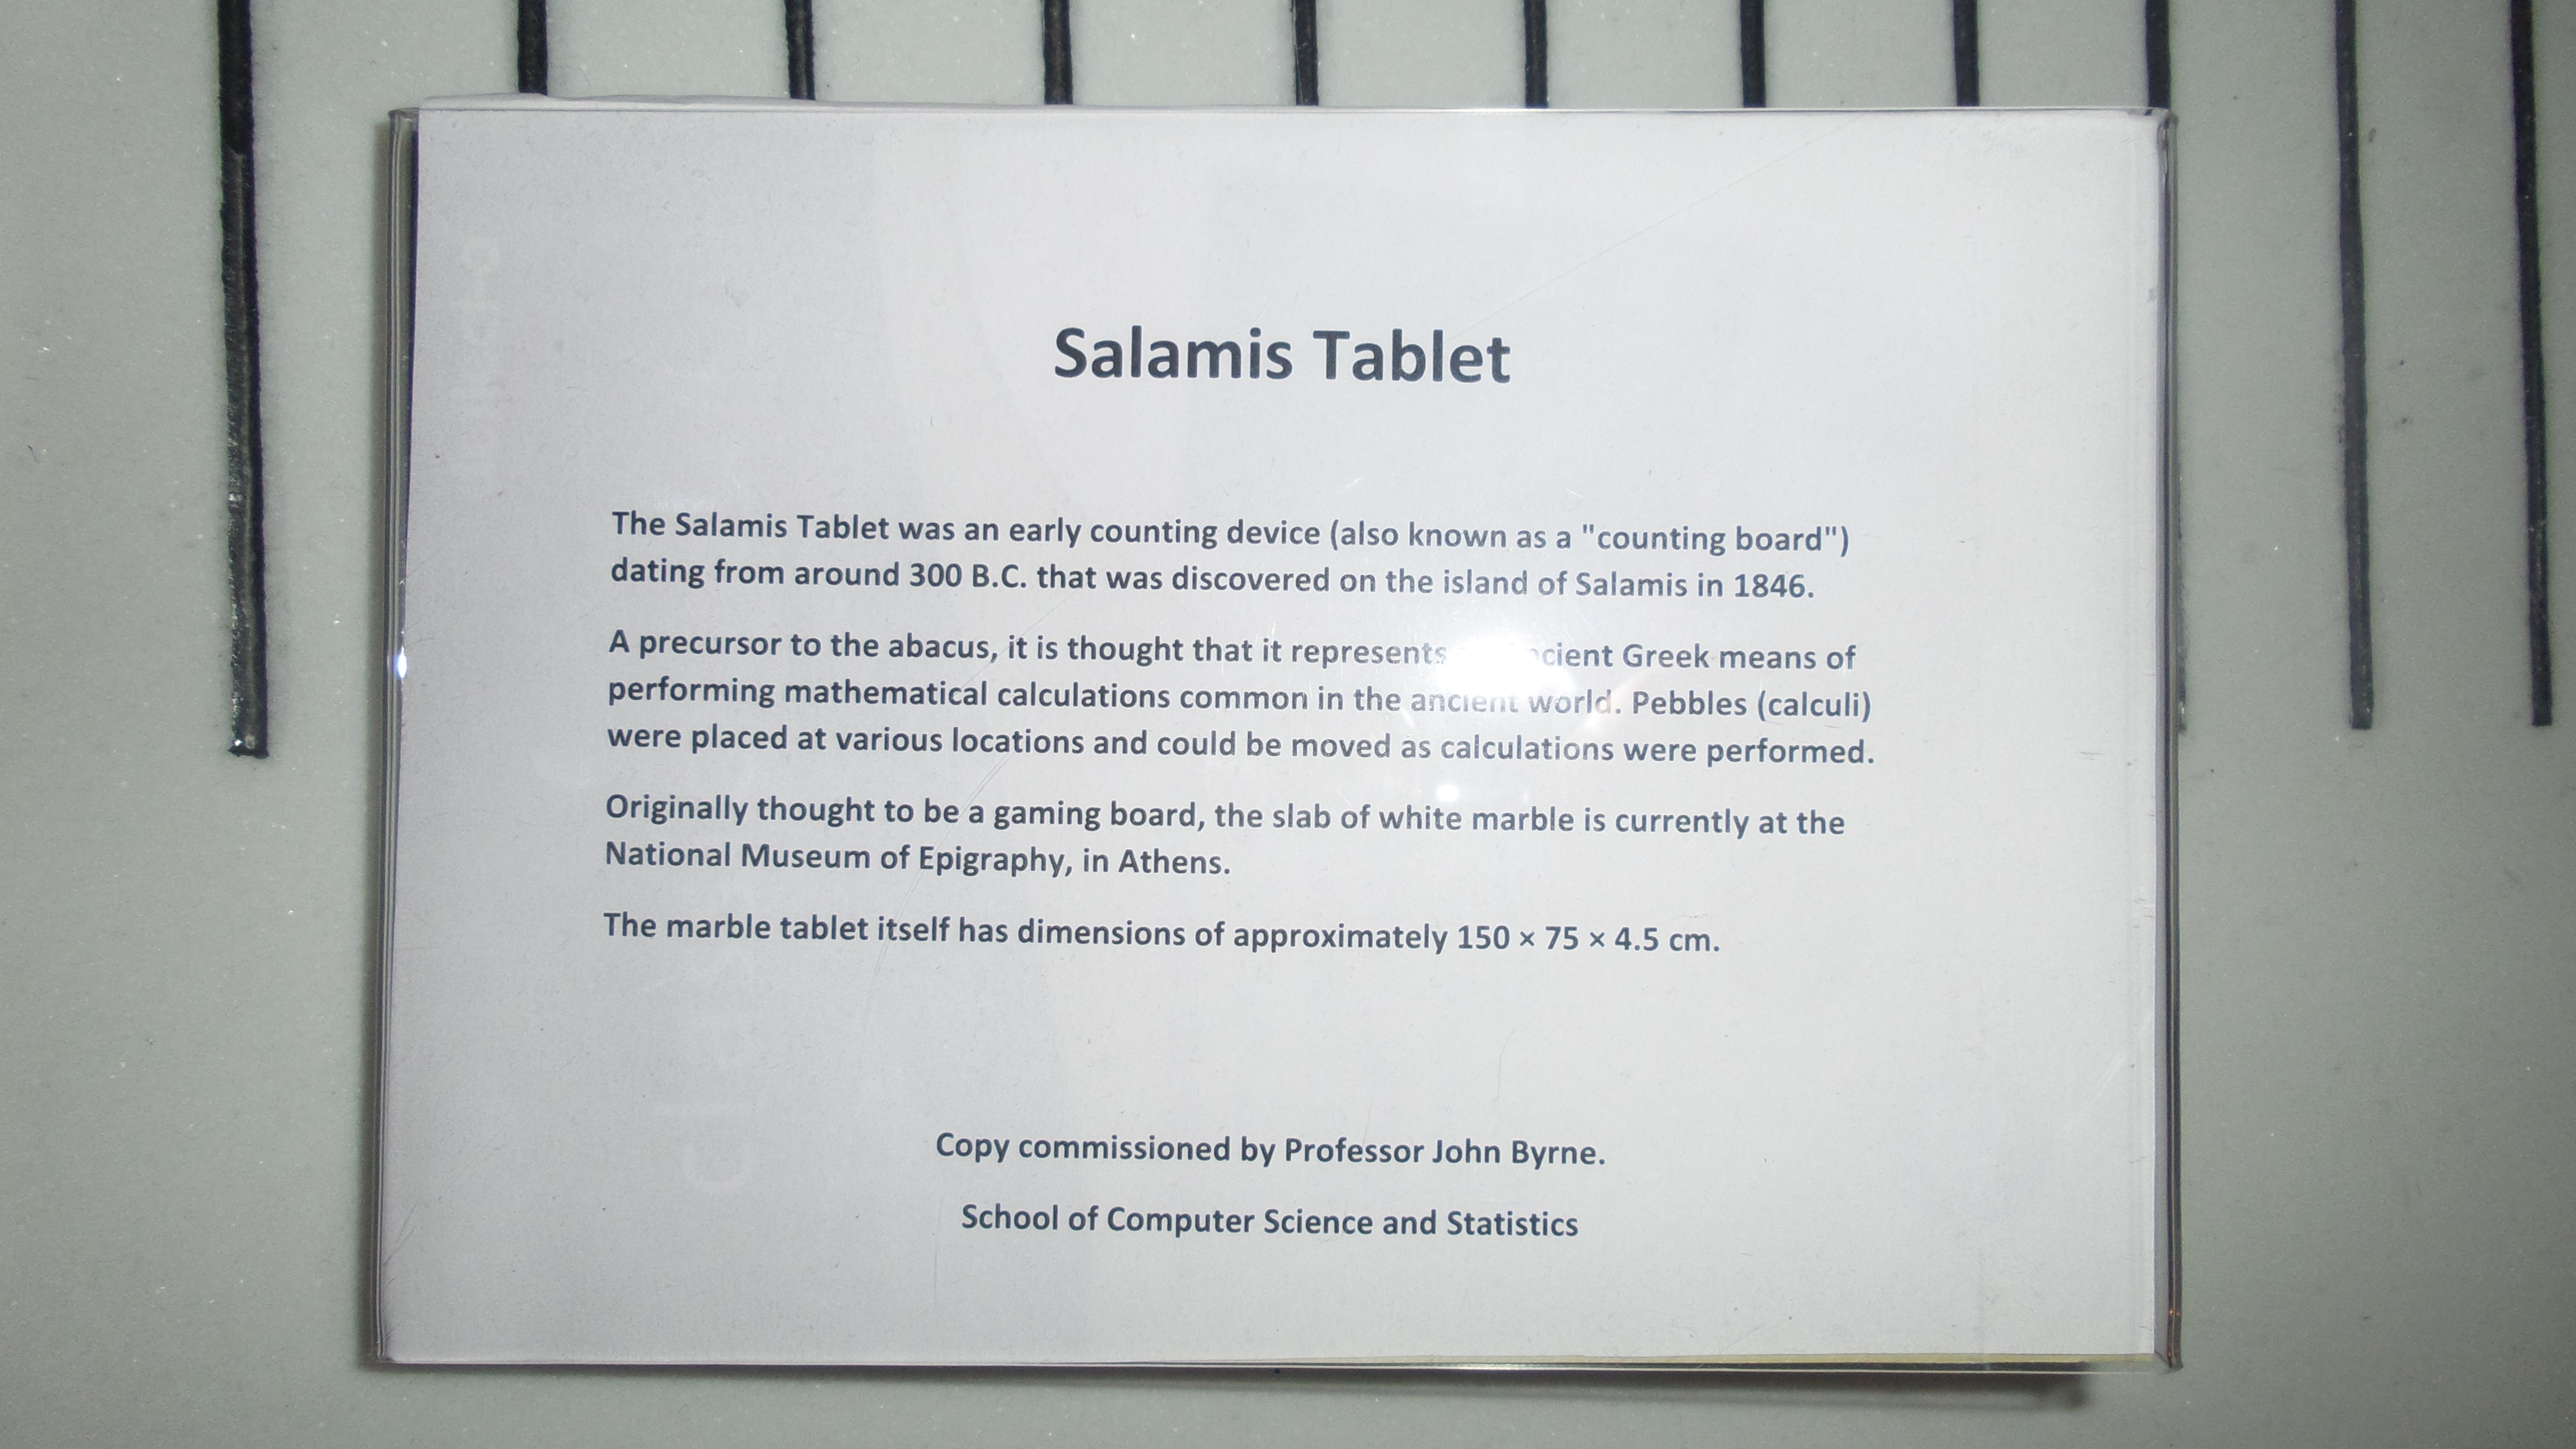 Salamis Tablet
The Salamis Tablet was an early counting device (also known as a "counting board")
dating from around 300 B.C. that was discovered on the island of Salamis in 1846.
A precursor to the abacus, it is thought that it represents Greek means of
performing mathematical calculations common in the ancient world. Pebbles (calculi)
were placed at various locations and could be moved as calculations were performed.
Originally thought to be a gaming board, the slab of white marble is currently at the
National Museum of Epigraphy, in Athens.
The marble tablet itself has dimensions of approximately 150 × 75 × 4.5 cm.
Copy commissioned by Professor John Byrne.
School of Computer Science and Statistics